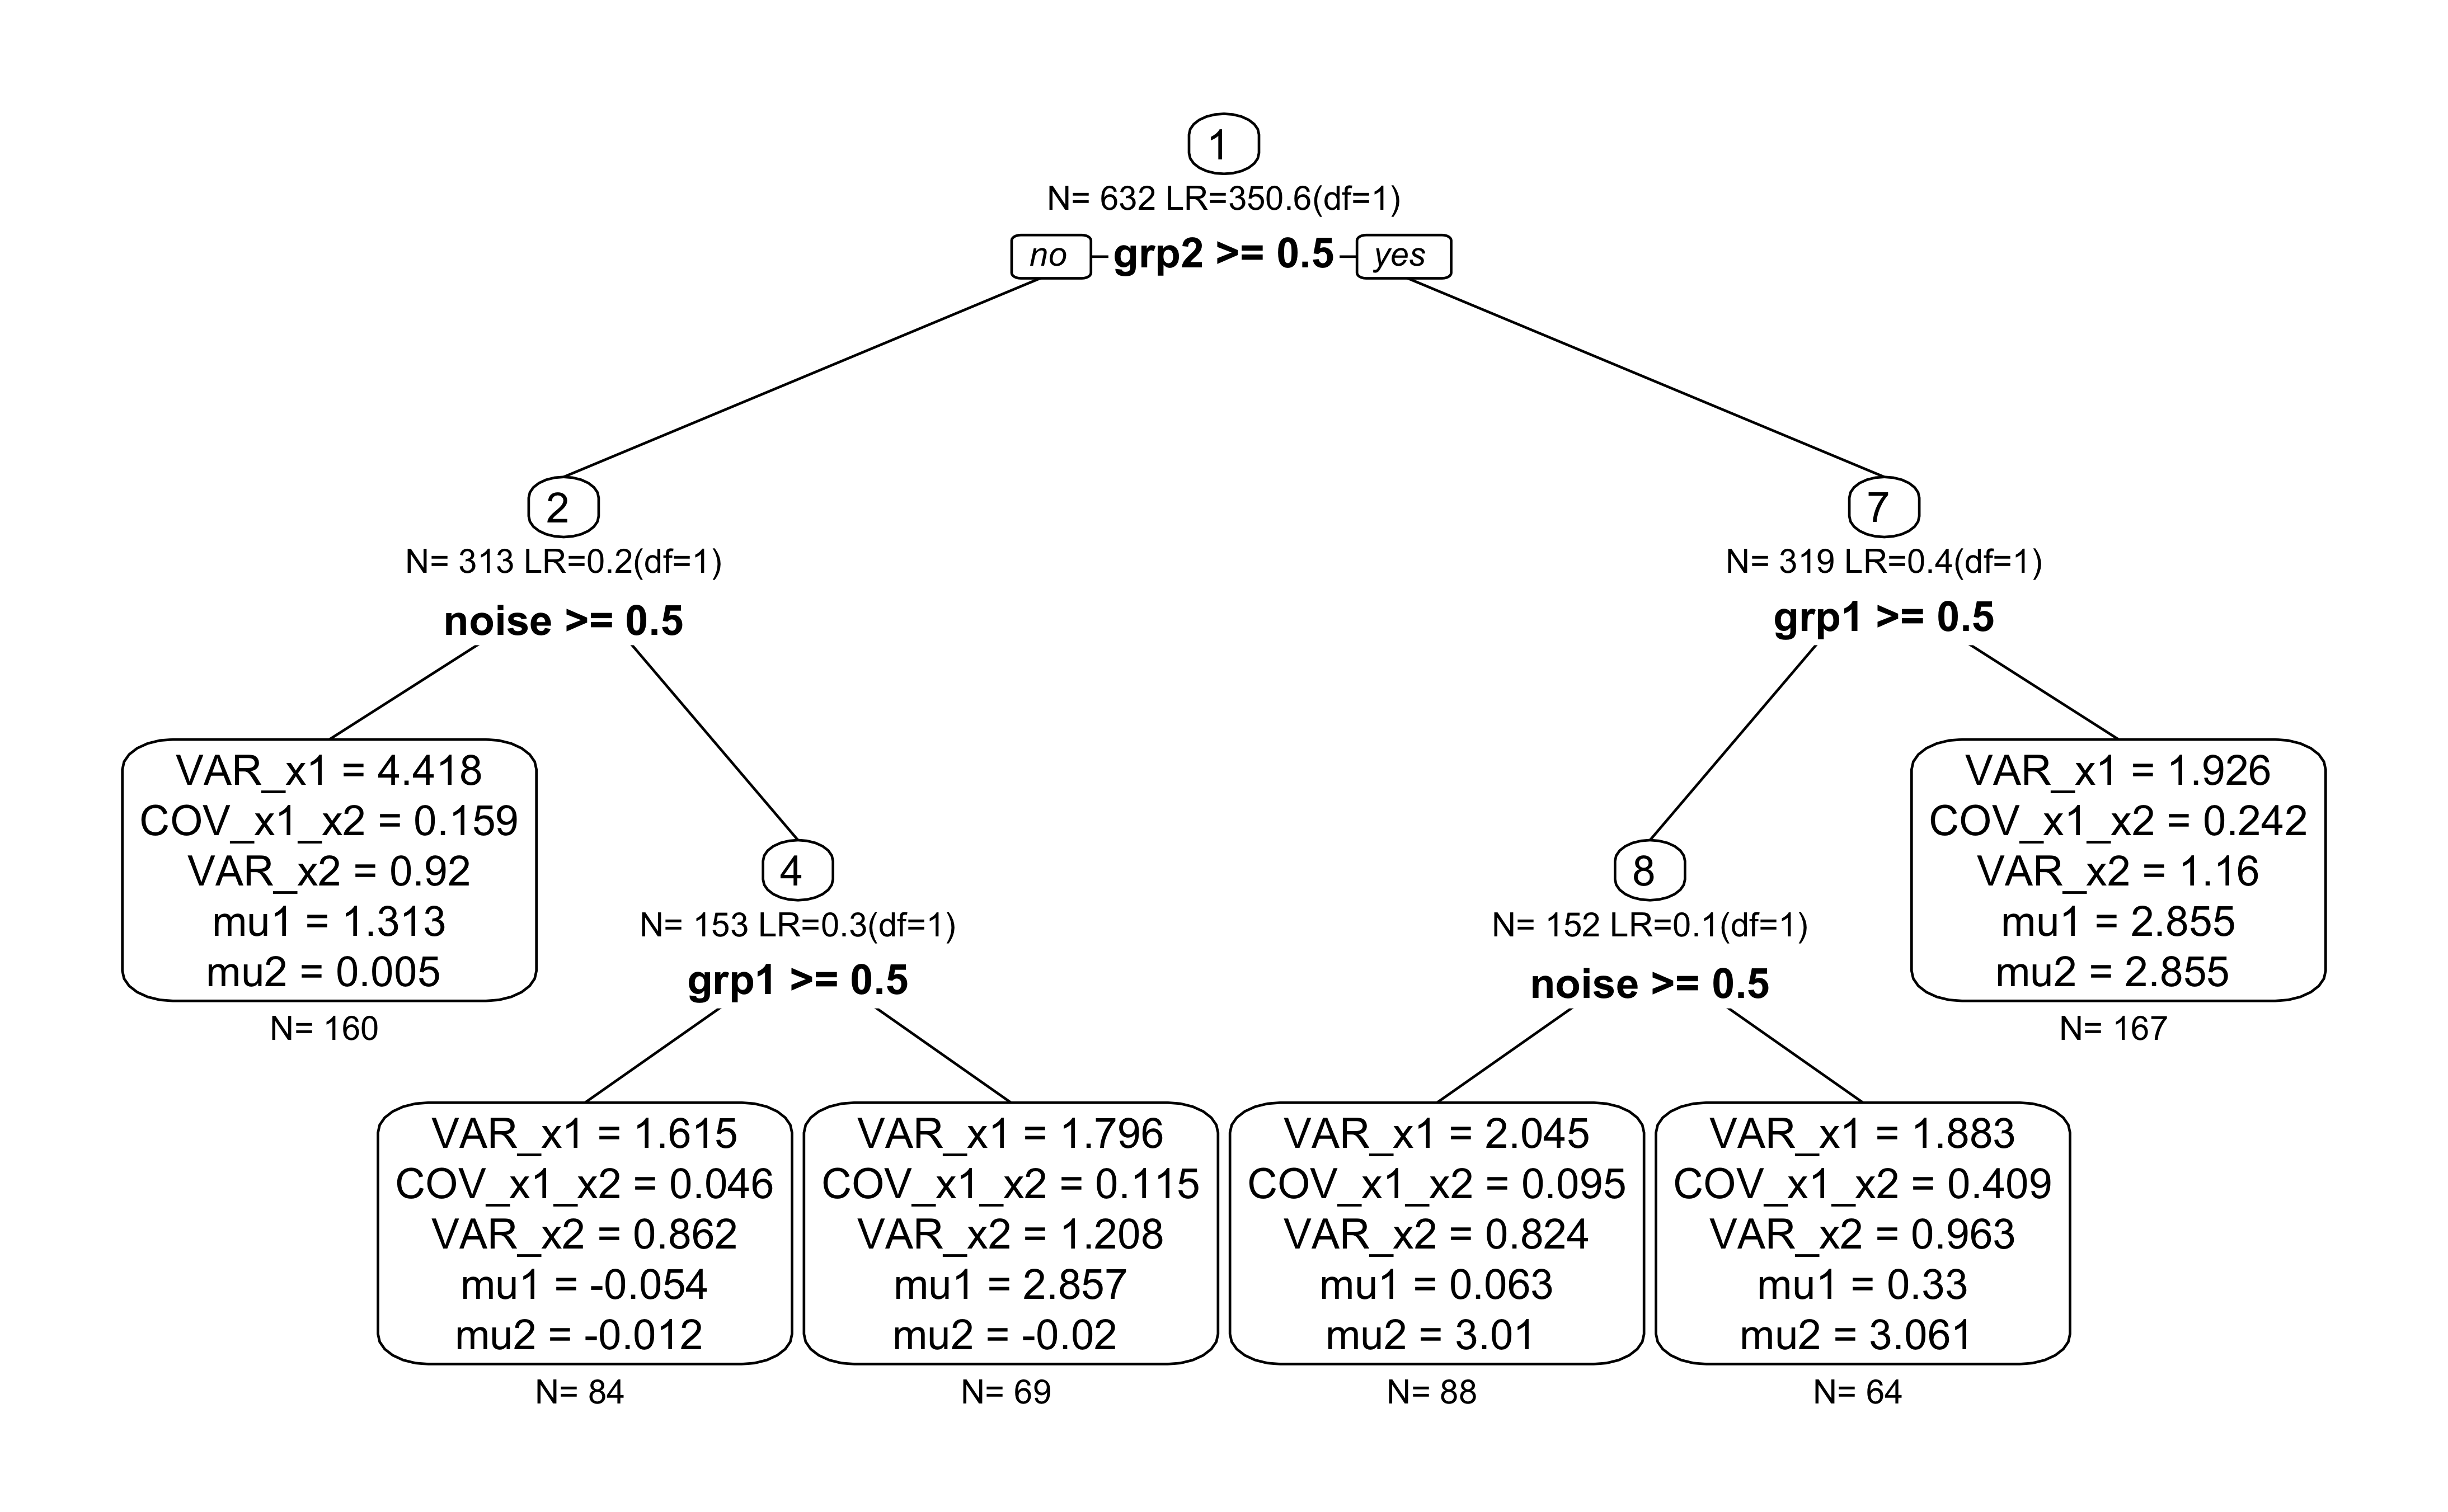 1
N= 632 LR=350.6(df=1)
no grp2 >= 0.5 yes
2
N= 313 LR=0.2(df=1)
noise >= 0.5
7
N= 319 LR=0.4(df=1)
grp1 >= 0.5
VAR_x1 = 4.418
COV_x1_x2 = 0.159
VAR_x2 = 0.92
mu1 = 1.313
mu2 = 0.005
N= 160
4
N= 153 LR=0.3(df=1)
grp1 >= 0.5
8
N= 152 LR=0.1(df=1)
noise >= 0.5
VAR_x1 = 1.926
COV_x1_x2 = 0.242
VAR_x2 = 1.16
mu1 = 2.855
mu2 = 2.855
N= 167
VAR_x1 = 1.615
COV_x1_x2 = 0.046
VAR_x2 = 0.862
mu1 = -0.054
mu2 = -0.012
N= 84
VAR_x1 = 1.796
COV_x1_x2 = 0.115
VAR_x2 = 1.208
mu1 = 2.857
mu2 = -0.02
N= 69
VAR_x1 = 2.045
COV_x1_x2 = 0.095
VAR_x2 = 0.824
mu1 = 0.063
mu2 = 3.01
N= 88
VAR_x1 = 1.883
COV_x1_x2 = 0.409
VAR_x2 = 0.963
mu1 = 0.33
mu2 = 3.061
N= 64